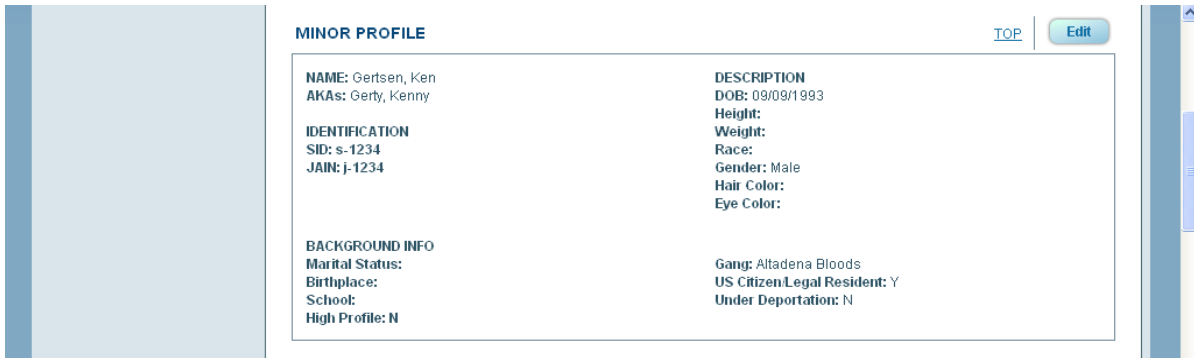 MINOR PROFILE
TOP
Edit
NAME: Gertsen, Ken
AKAs: Gerty, Kenny
IDENTIFICATION
SID: s-1234
JAIN: j-1234
DESCRIPTION
DOB: 09/09/1993
Height:
Weight:
Race:
Gender: Male
Hair Color:
Eye Color:
BACKGROUND INFO
Marital Status:
Birthplace:
School:
High Profile: N
Gang: Altadena Bloods
US Citizen/Legal Resident: Y
Under Deportation: N